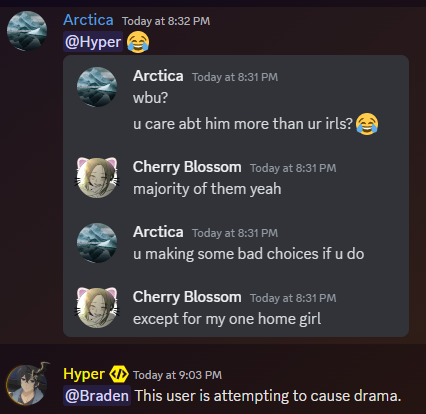 Arctica Today at 8:32 PM
@Hyper 😂
Arctica Today at 8:31 PM
wbu?
u care abt him more than ur irls? 😂
Cherry Blossom Today at 8:31 PM
majority of them yeah
Arctica Today at 8:31 PM
u making some bad choices if u do
Cherry Blossom Today at 8:31 PM
except for my one home girl
Hyper Today at 9:03 PM
@Braden This user is attempting to cause drama.